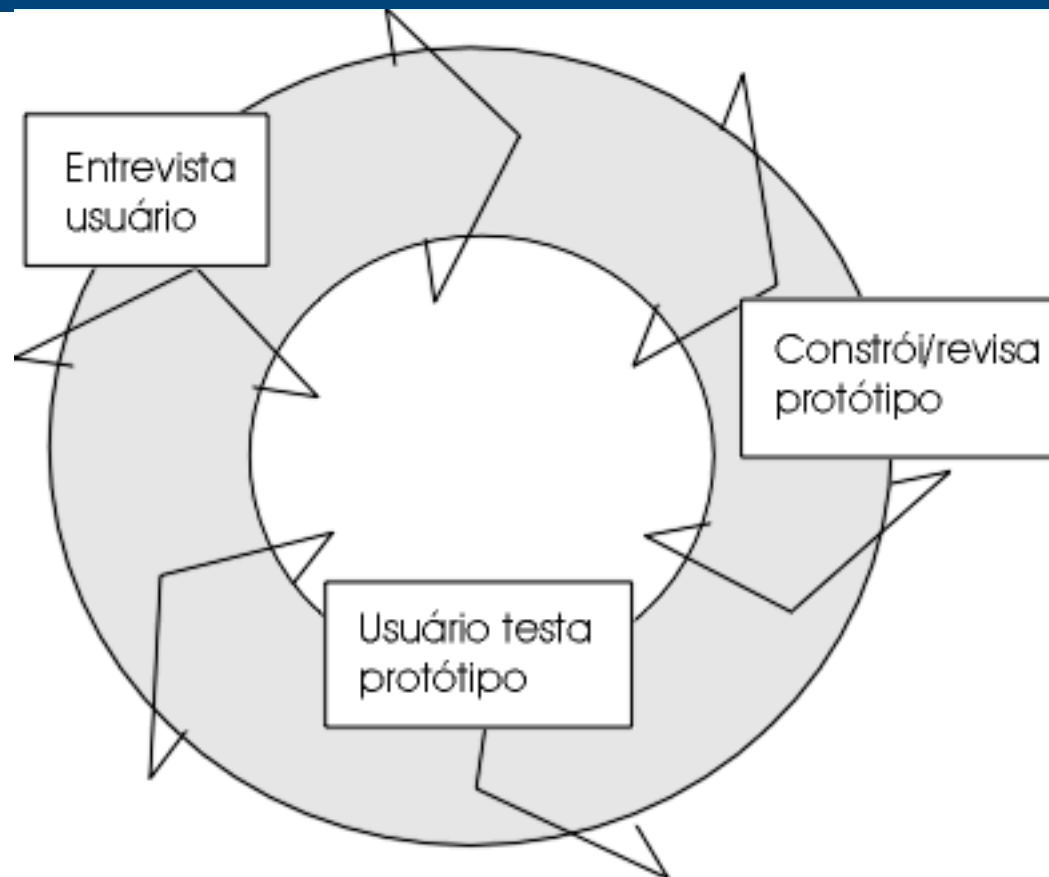 Entrevista
usuário
Constrói/revisa
protótipo
Usuário testa
protótipo